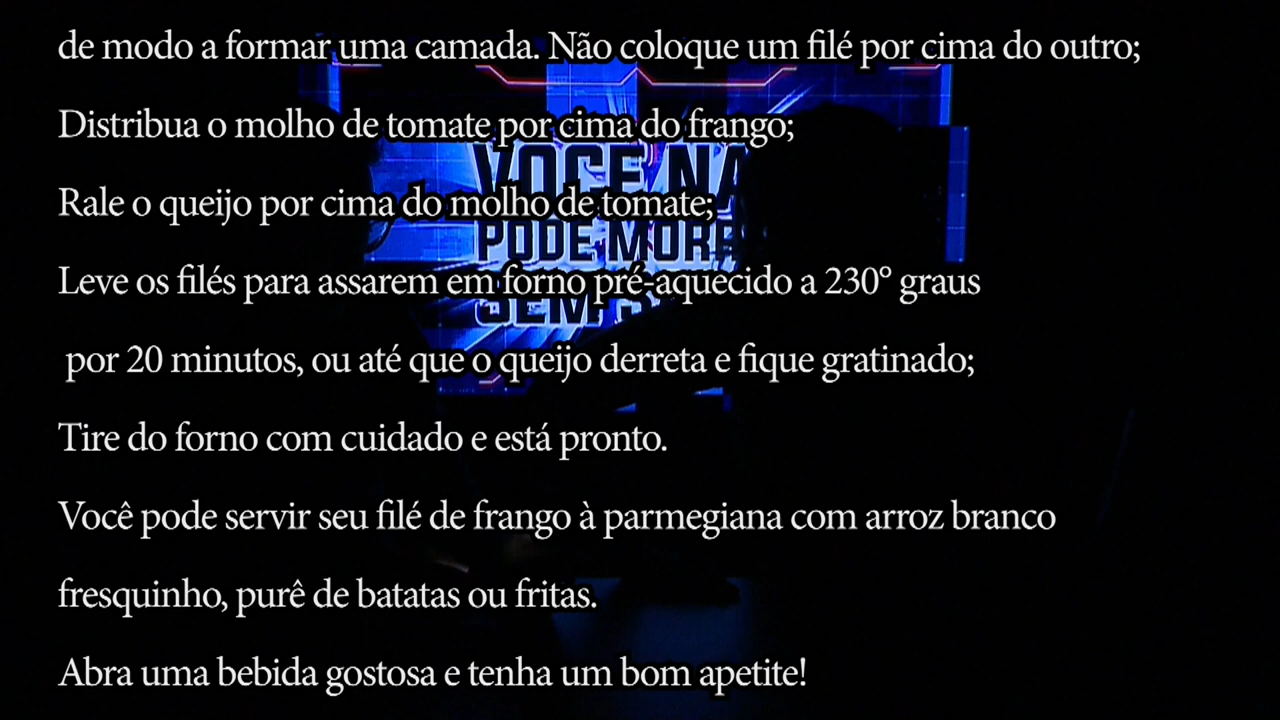 de modo a formar uma camada. Não coloque um filé por cima do outro;
Distribua o molho de tomate por cima do frango;
VOCE
Rale o queijo por cima do molho de tomate;
PODE
Leve os filés para assarem em forno pré-aquecido a 230º graus
SEM
por 20 minutos, ou até que o queijo derreta e fique gratinado;
Tire do forno com cuidado e está pronto.
Você pode servir seu filé de frango à parmegiana com arroz branco
fresquinho, purê de batatas ou fritas.
Abra uma bebida gostosa e tenha um bom apetite!